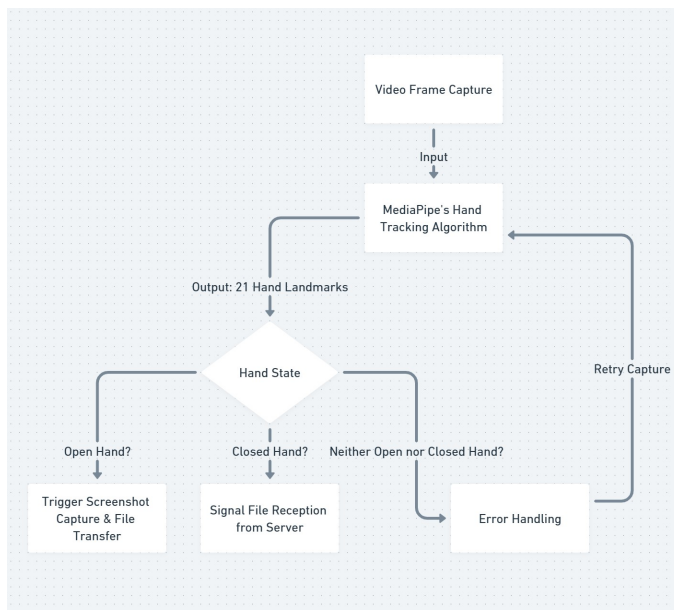 Video Frame Capture
Input
MediaPipe's Hand
Tracking Algorithm
Output: 21 Hand Landmarks
Hand State
Retry Capture
Open Hand?
Closed Hand?
Neither Open nor Closed Hand?
Trigger Screenshot
Capture & File
Transfer
Signal File Reception
from Server
Error Handling